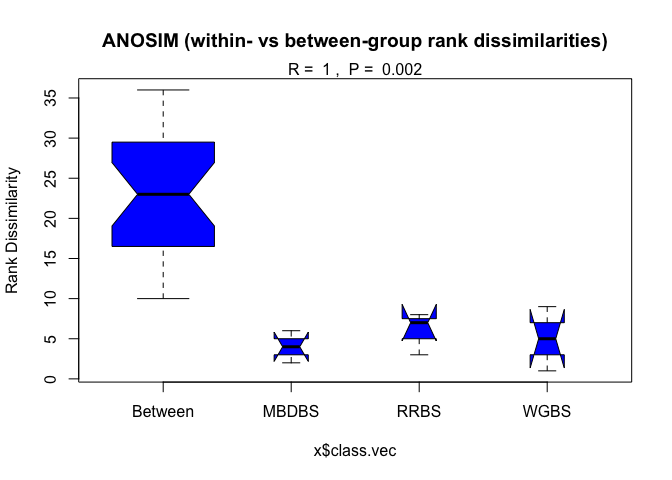 ANOSIM (within- vs between-group rank dissimilarities)
R = 1 , P = 0.002
Rank Dissimilarity
35
30
25
20
15
10
5
0
Between MBDBS RRBS WGBS
x$class.vec